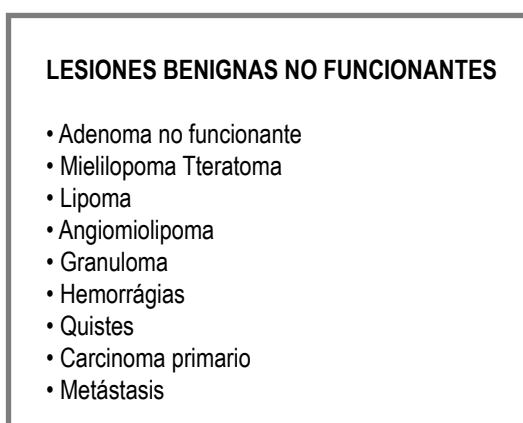 LESIONES BENIGNAS NO FUNCIONANTES
• Adenoma no funcionante
• Mielilopoma Tteratoma
• Lipoma
• Angiomiolipoma
• Granuloma
• Hemorrágias
• Quistes
• Carcinoma primario
• Metástasis